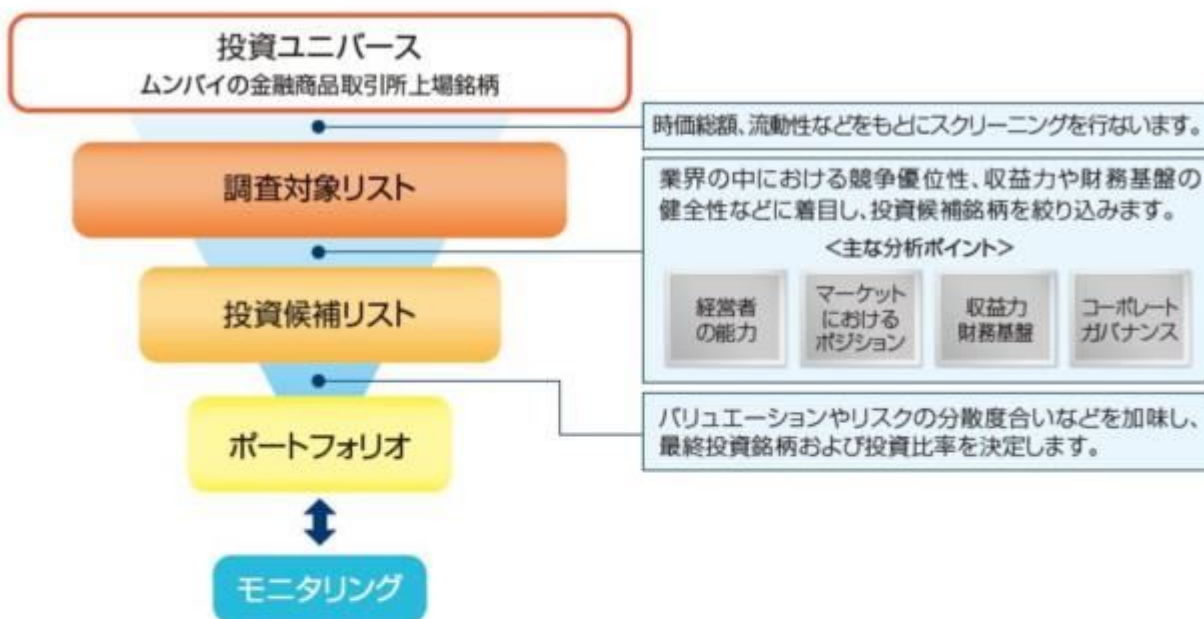 投資ユニバース
ムンバイの金融商品取引所上場銘柄
時価総額、流動性などをもとにスクリーニングを行ないます。
調査対象リスト
業界の中における競争優位性、収益力や財務基盤の
健全性などに着目し、投資候補銘柄を絞り込みます。
＜主な分析ポイント＞
経営者
の能力
マーケット
における
ポジション
収益力
財務基盤
コーポレート
ガバナンス
投資候補リスト
バリュエーションやリスクの分散度合いなどを加味し、
最終投資銘柄および投資比率を決定します。
ポートフォリオ
モニタリング